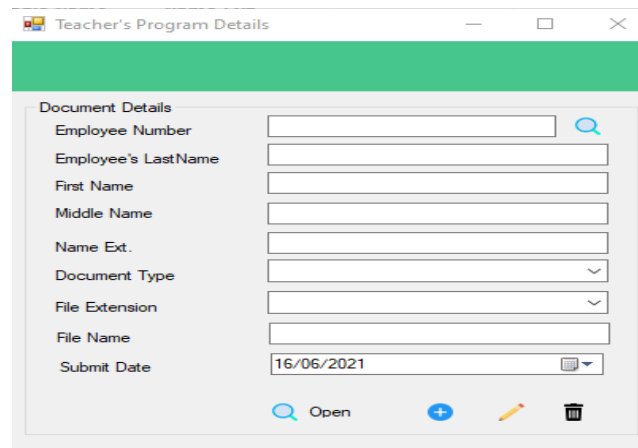 Teacher's Program Details
Document Details
Employee Number
Employee's LastName
First Name
Middle Name
Name Ext.
Document Type
File Extension
File Name
Submit Date 16/06/2021
Open